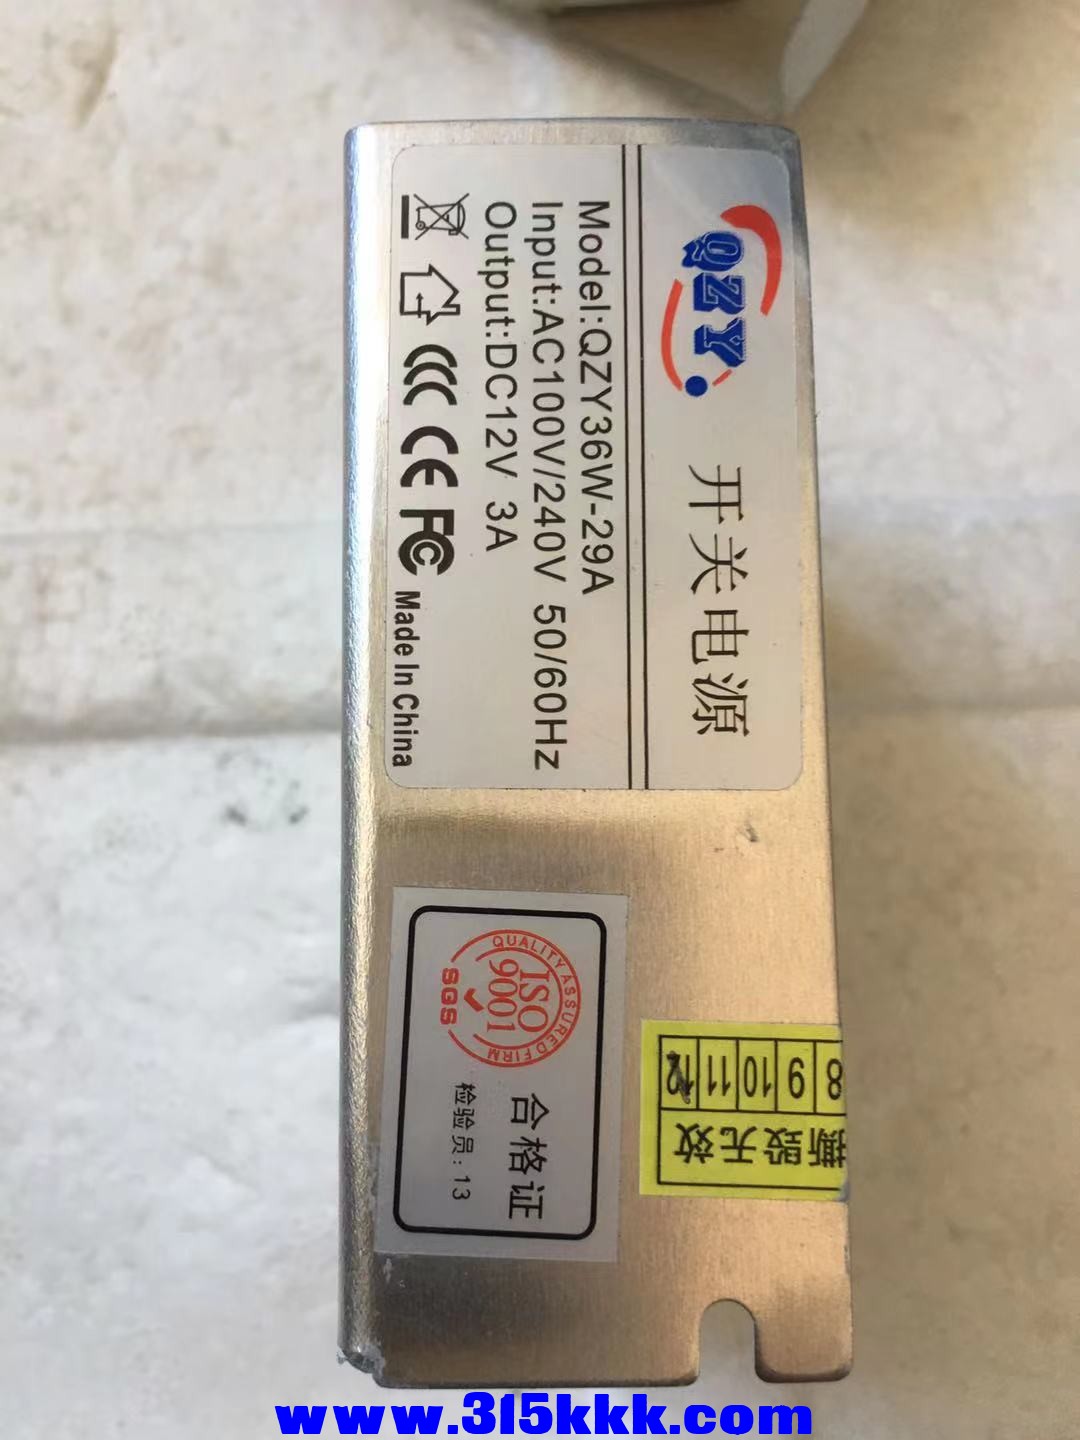 QZY
开关电源
Model:QZY36W-29A
Input:AC100V/240V 50/60Hz
Output:DC12V 3A
CCC CE FC Made In China
QUALITY ASSURED FIRM
ISO
9001
SGS
合格证
检验员:13
8 9 10 11 12
撕毁无效
www.315kkk.com